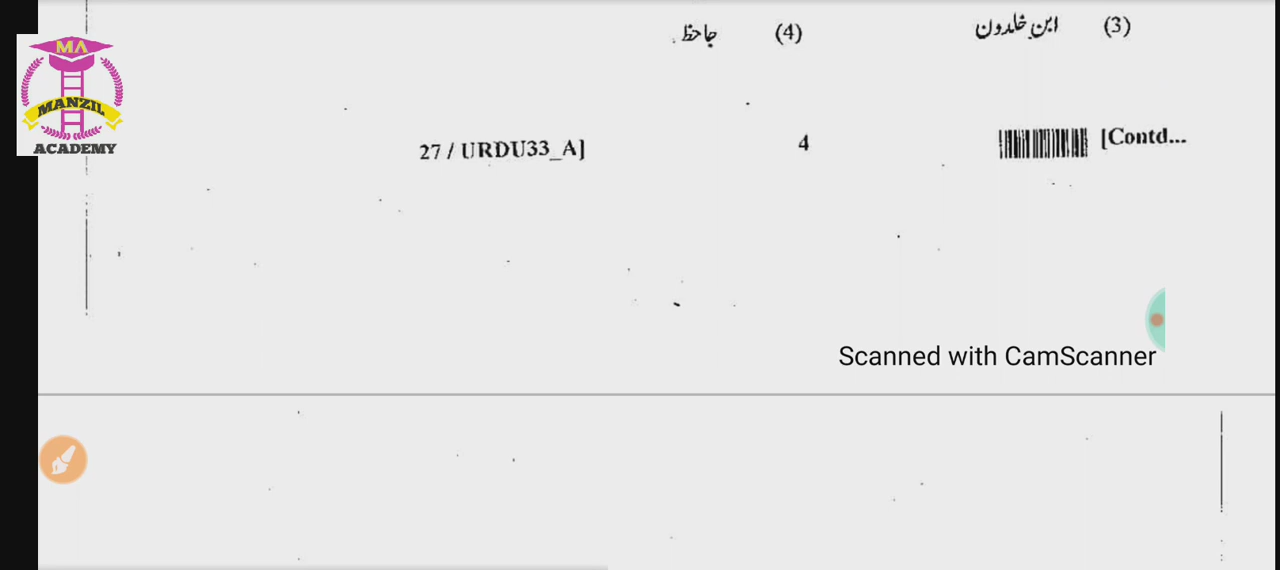 (3) ابن خلدون (4) جاحظ
MA
MANZIL
ACADEMY
27 / URDU33_A] 4 [Contd...
Scanned with CamScanner